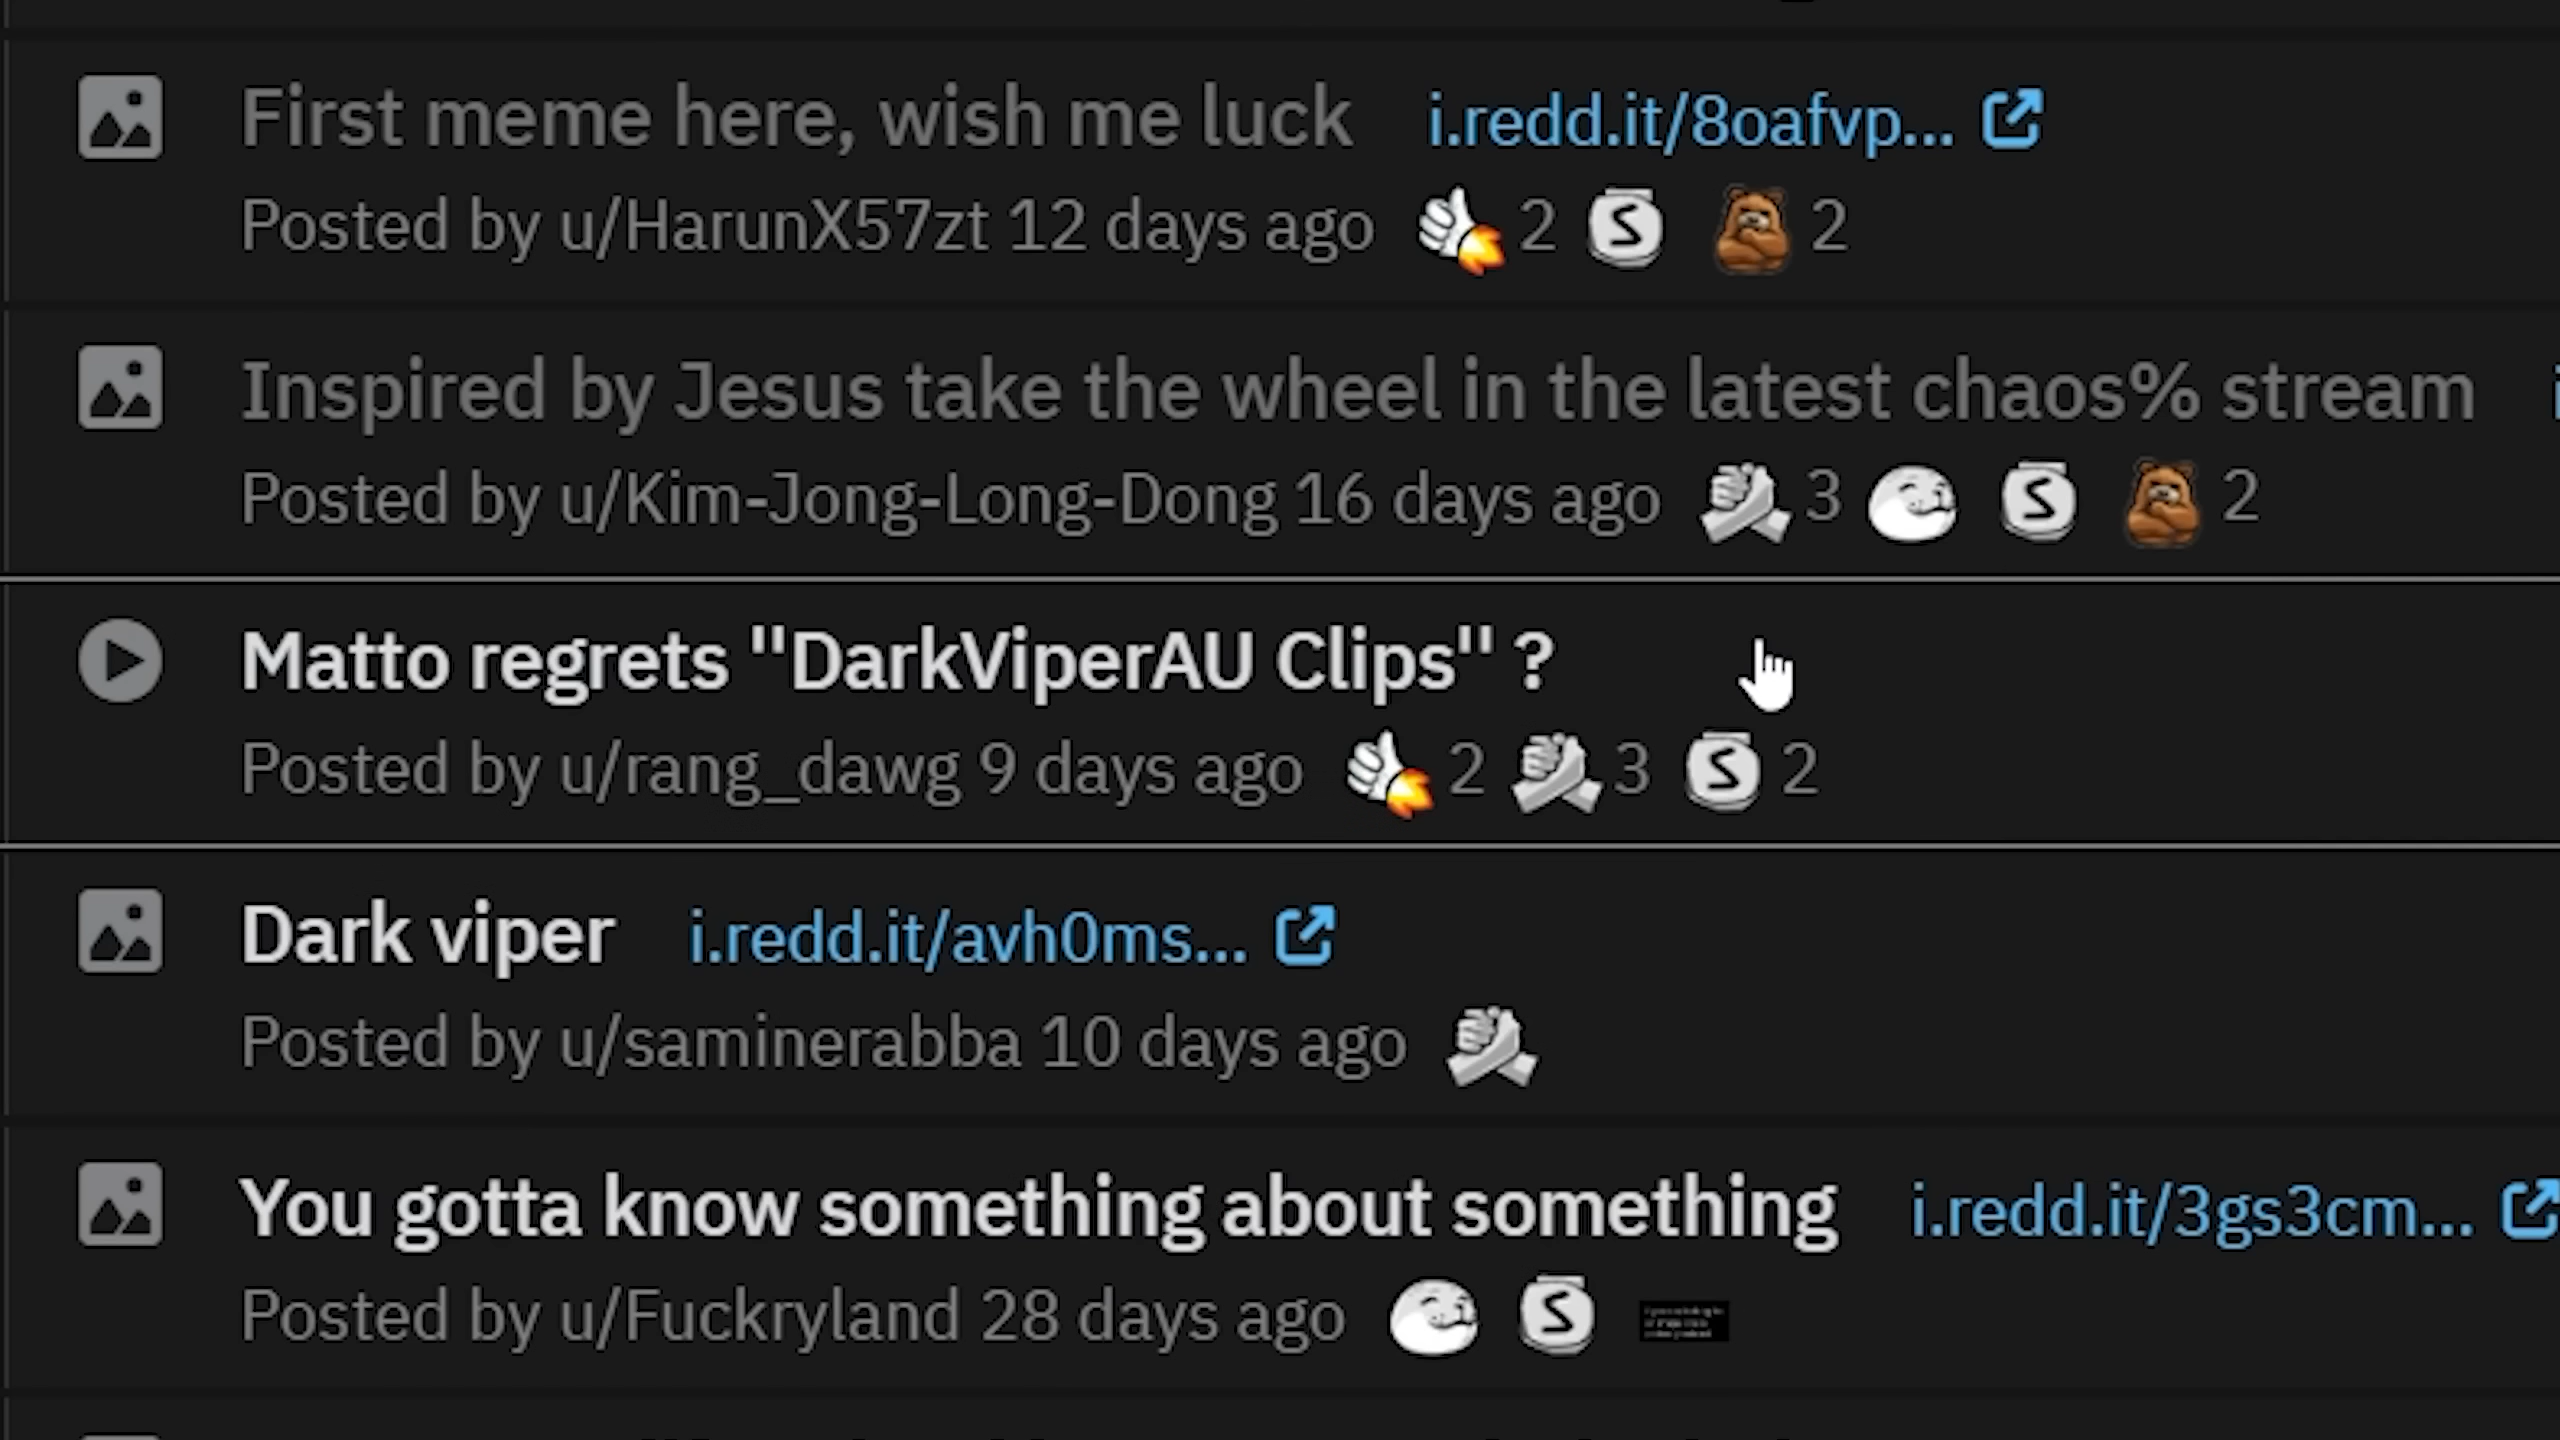 First meme here, wish me luck i.redd.it/8oafvp...
Posted by u/HarunX57zt 12 days ago 2 S 2
Inspired by Jesus take the wheel in the latest chaos% stream
Posted by u/Kim-Jong-Long-Dong 16 days ago 3 S 2
Matto regrets "DarkViperAU Clips" ?
Posted by u/rang_dawg 9 days ago 2 3 S 2
Dark viper i.redd.it/avh0ms...
Posted by u/saminerabba 10 days ago
You gotta know something about something i.redd.it/3gs3cm...
Posted by u/Fuckryland 28 days ago S